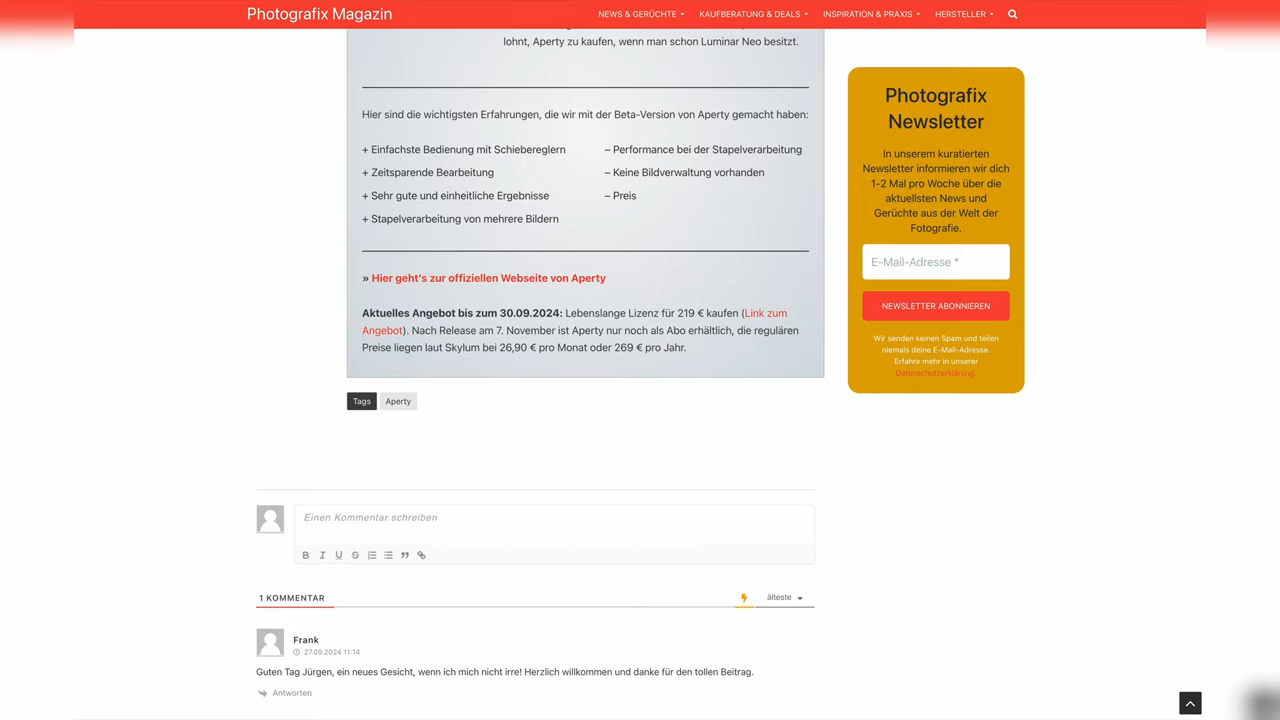 Photografix Magazin
NEWS & GERÜCHTE
KAUFBERATUNG & DEALS
INSPIRATION & PRAXIS
HERSTELLER
lohnt, Aperty zu kaufen, wenn man schon Luminar Neo besitzt.
Hier sind die wichtigsten Erfahrungen, die wir mit der Beta-Version von Aperty gemacht haben:
+ Einfachste Bedienung mit Schiebereglern
+ Zeitsparende Bearbeitung
+ Sehr gute und einheitliche Ergebnisse
+ Stapelverarbeitung von mehrere Bildern
– Performance bei der Stapelverarbeitung
– Keine Bildverwaltung vorhanden
– Preis
» Hier geht's zur offiziellen Webseite von Aperty
Aktuelles Angebot bis zum 30.09.2024: Lebenslange Lizenz für 219 € kaufen (Link zum
Angebot). Nach Release am 7. November ist Aperty nur noch als Abo erhältlich, die regulären
Preise liegen laut Skylum bei 26,90 € pro Monat oder 269 € pro Jahr.
Tags
Aperty
Photografix
Newsletter
In unserem kuratierten
Newsletter informieren wir dich
1-2 Mal pro Woche über die
aktuellsten News und
Gerüchte aus der Welt der
Fotografie.
E-Mail-Adresse *
NEWSLETTER ABONNIEREN
Wir senden keinen Spam und teilen
niemals deine E-Mail-Adresse.
Erfahre mehr in unserer
Datenschutzerklärung.
Einen Kommentar schreiben
B I U S
1 KOMMENTAR
älteste
Frank
27.09.2024 11:14
Guten Tag Jürgen, ein neues Gesicht, wenn ich mich nicht irre! Herzlich willkommen und danke für den tollen Beitrag.
Antworten